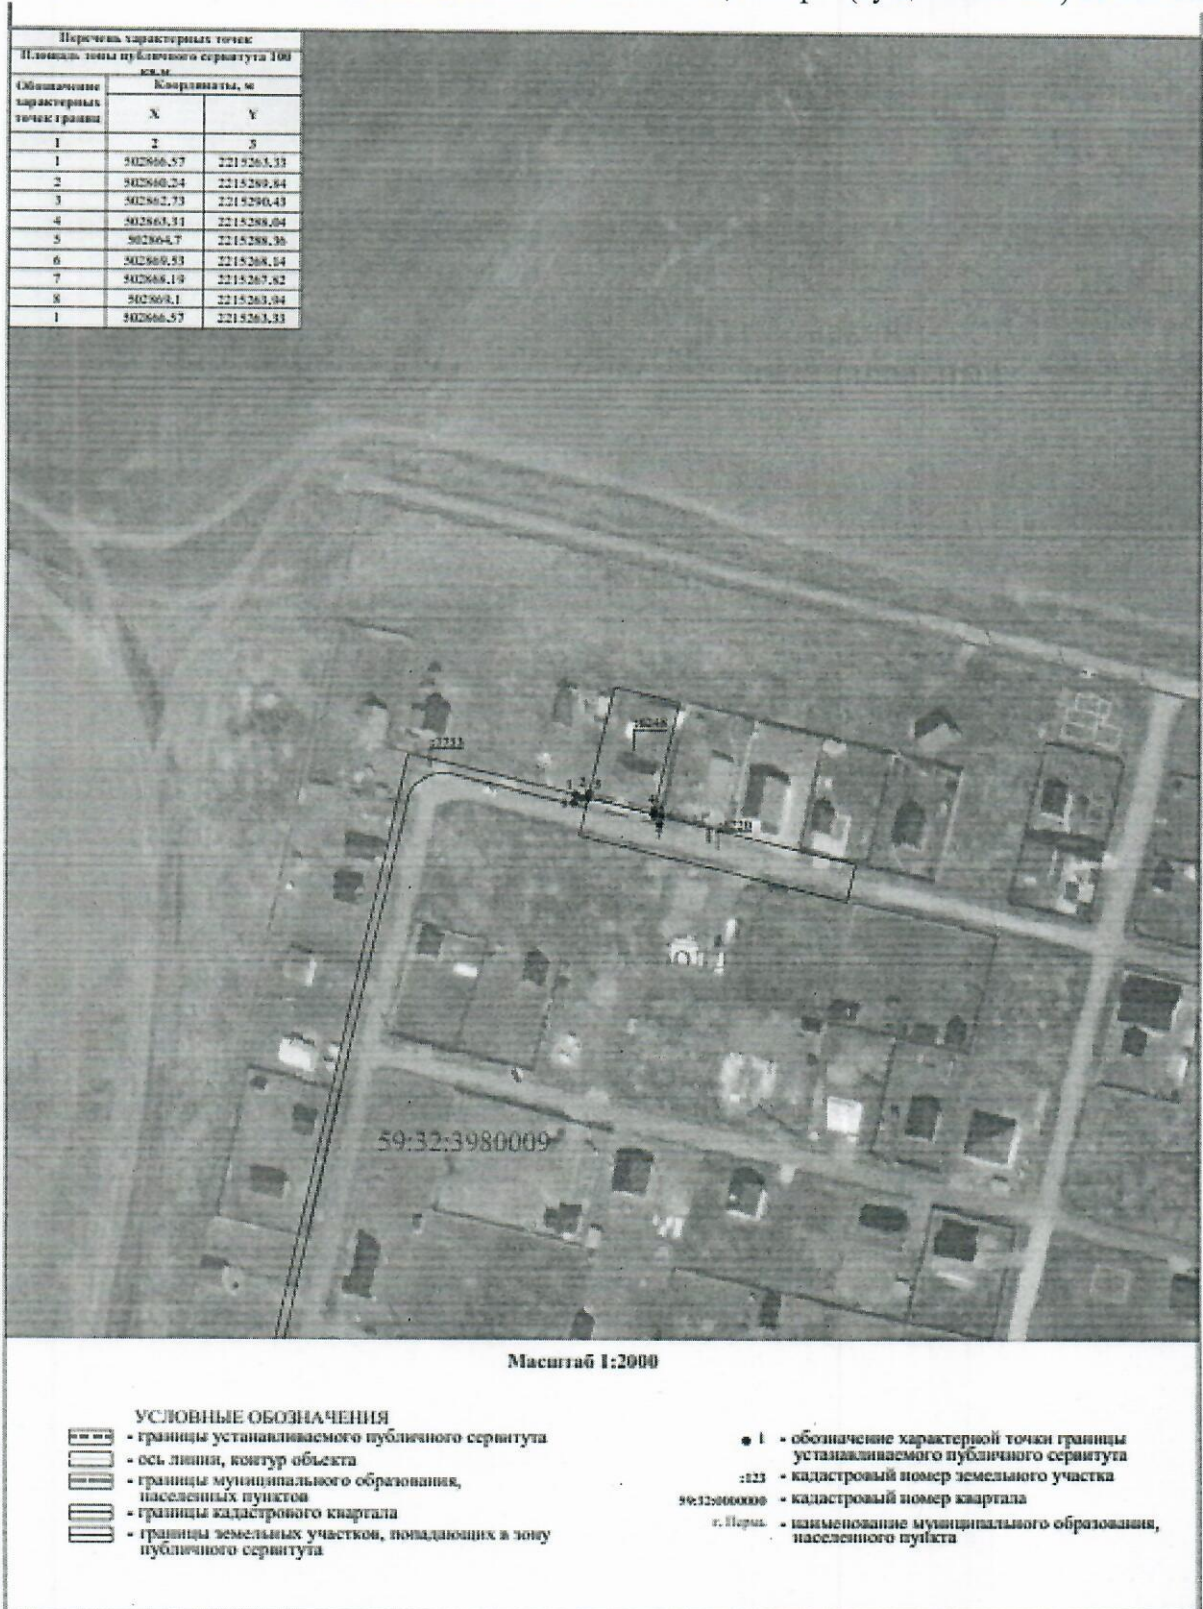 Перечень характерных точек
Площадь зоны публичного сервитута 100
кв.м
Обозначение характерных точек границ
Координаты, м
X Y
1 2 3
1 502866.57 2215263.33
2 502860.24 2215289.84
3 502862.73 2215290.43
4 502863.31 2215288.04
5 502864.7 2215288.36
6 502869.53 2215268.14
7 502868.19 2215267.82
8 502869.1 2215263.94
1 502866.57 2215263.33
59:32:3980009
Масштаб 1:2000
УСЛОВНЫЕ ОБОЗНАЧЕНИЯ
- границы устанавливаемого публичного сервитута
- ось линии, контур объекта
- границы муниципального образования,
населенных пунктов
- границы кадастрового квартала
- границы земельных участков, попадающих в зону
публичного сервитута
1 - обозначение характерной точки границы
устанавливаемого публичного сервитута
:123 - кадастровый номер земельного участка
59:32:0000000 - кадастровый номер квартала
г. Пермь - наименование муниципального образования,
населенного пункта